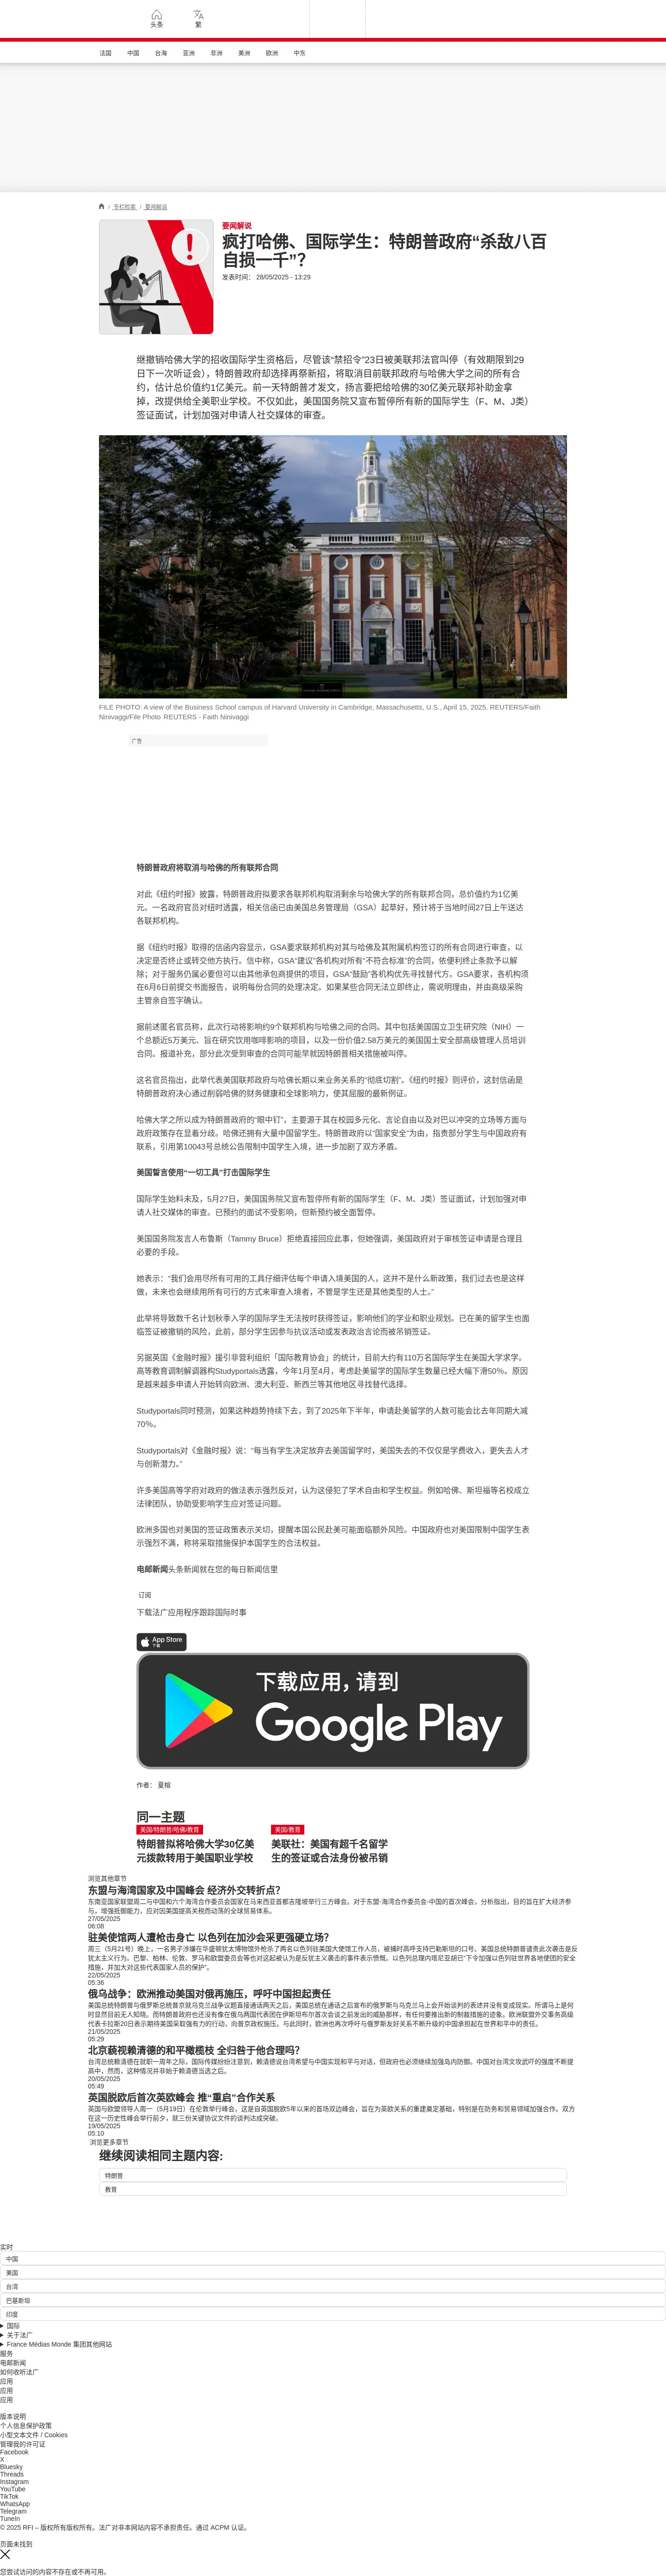 头条
繁
法国 中国 台海 亚洲 非洲 美洲 欧洲 中东
/ 专栏检索 / 要闻解说
要闻解说
疯打哈佛、国际学生：特朗普政府“杀敌八百
自损一千”？
发表时间： 28/05/2025 - 13:29
继撤销哈佛大学的招收国际学生资格后，尽管该“禁招令”23日被美联邦法官叫停（有效期限到29
日下一次听证会），特朗普政府却选择再祭新招，将取消目前联邦政府与哈佛大学之间的所有合
约，估计总价值约1亿美元。前一天特朗普才发文，扬言要把给哈佛的30亿美元联邦补助金拿
掉，改提供给全美职业学校。不仅如此，美国国务院又宣布暂停所有新的国际学生（F、M、J类）
签证面试，计划加强对申请人社交媒体的审查。
FILE PHOTO: A view of the Business School campus of Harvard University in Cambridge, Massachusetts, U.S., April 15, 2025. REUTERS/Faith
Ninivaggi/File Photo REUTERS - Faith Ninivaggi
广告
特朗普政府将取消与哈佛的所有联邦合同
对此《纽约时报》披露，特朗普政府拟要求各联邦机构取消剩余与哈佛大学的所有联邦合同，总价值约为1亿美
元。一名政府官员对纽时透露，相关信函已由美国总务管理局（GSA）起草好，预计将于当地时间27日上午送达
各联邦机构。
据《纽约时报》取得的信函内容显示，GSA要求联邦机构对其与哈佛及其附属机构签订的所有合同进行审查，以
决定是否终止或转交他方执行。信中称，GSA“建议”各机构对所有“不符合标准”的合同，依便利终止条款予以解
除；对于服务仍属必要但可以由其他承包商提供的项目，GSA“鼓励”各机构优先寻找替代方。GSA要求，各机构须
在6月6日前提交书面报告，说明每份合同的处理决定。如果某些合同无法立即终止，需说明理由，并由高级采购
主管亲自签字确认。
据前述匿名官员称，此次行动将影响约9个联邦机构与哈佛之间的合同。其中包括美国国立卫生研究院（NIH）一
个总额近5万美元、旨在研究饮用咖啡影响的项目，以及一份价值2.58万美元的美国国土安全部高级管理人员培训
合同。报道补充，部分此次受到审查的合同可能早就因特朗普相关措施被叫停。
这名官员指出，此举代表美国联邦政府与哈佛长期以来业务关系的“彻底切割”。《纽约时报》则评价，这封信函是
特朗普政府决心通过削弱哈佛的财务健康和全球影响力，使其屈服的最新例证。
哈佛大学之所以成为特朗普政府的“眼中钉”，主要源于其在校园多元化、言论自由以及对巴以冲突的立场等方面与
政府政策存在显着分歧。哈佛还拥有大量中国留学生。特朗普政府以“国家安全”为由，指责部分学生与中国政府有
联系，引用第10043号总统公告限制中国学生入境，进一步加剧了双方矛盾。
美国誓言使用“一切工具”打击国际学生
国际学生始料未及，5月27日，美国国务院又宣布暂停所有新的国际学生（F、M、J类）签证面试，计划加强对申
请人社交媒体的审查。已预约的面试不受影响，但新预约被全面暂停。
美国国务院发言人布鲁斯（Tammy Bruce）拒绝直接回应此事，但她强调，美国政府对于审核签证申请是合理且
必要的手段。
她表示：“我们会用尽所有可用的工具仔细评估每个申请入境美国的人，这并不是什么新政策，我们过去也是这样
做，未来也会继续用所有可行的方式来审查入境者，不管是学生还是其他类型的人士。”
此举将导致数千名计划秋季入学的国际学生无法按时获得签证，影响他们的学业和职业规划。已在美的留学生也面
临签证被撤销的风险，此前，部分学生因参与抗议活动或发表政治言论而被吊销签证。
另据英国《金融时报》援引非营利组织「国际教育协会」的统计，目前大约有110万名国际学生在美国大学求学。
高等教育调制解调器构Studyportals透露，今年1月至4月，考虑赴美留学的国际学生数量已经大幅下滑50%。原因
是越来越多申请人开始转向欧洲、澳大利亚、新西兰等其他地区寻找替代选择。
Studyportals同时预测，如果这种趋势持续下去，到了2025年下半年，申请赴美留学的人数可能会比去年同期大减
70%。
Studyportals对《金融时报》说：“每当有学生决定放弃去美国留学时，美国失去的不仅仅是学费收入，更失去人才
与创新潜力。”
许多美国高等学府对政府的做法表示强烈反对，认为这侵犯了学术自由和学生权益。例如哈佛、斯坦福等名校成立
法律团队，协助受影响学生应对签证问题。
欧洲多国也对美国的签证政策表示关切，提醒本国公民赴美可能面临额外风险。中国政府也对美国限制中国学生表
示强烈不满，称将采取措施保护本国学生的合法权益。
电邮新闻头条新闻就在您的每日新闻信里
订阅
下载法广应用程序跟踪国际时事
App Store
下载
下载应用，请到
Google Play
作者： 夏榕
同一主题
美国/特朗普/哈佛/教育
特朗普拟将哈佛大学30亿美
元拨款转用于美国职业学校
美国/教育
美联社：美国有超千名留学
生的签证或合法身份被吊销
浏览其他章节
东盟与海湾国家及中国峰会 经济外交转折点？
东南亚国家联盟周二与中国和六个海湾合作委员会国家在马来西亚首都吉隆坡举行三方峰会。对于东盟-海湾合作委员会-中国的首次峰会，分析指出，目的旨在扩大经济参
与，增强抵御能力，应对因美国提高关税而动荡的全球贸易体系。
27/05/2025
06:08
驻美使馆两人遭枪击身亡 以色列在加沙会采更强硬立场？
周三（5月21号）晚上，一名男子涉嫌在华盛顿犹太博物馆外枪杀了两名以色列驻美国大使馆工作人员，被捕时高呼支持巴勒斯坦的口号。美国总统特朗普谴责此次袭击是反
犹太主义行为。巴黎、柏林、伦敦、罗马和欧盟委员会等也对这起被认为是反犹主义袭击的事件表示愤慨。以色列总理内塔尼亚胡已“下令加强以色列驻世界各地使团的安全
措施，并加大对这些代表国家人员的保护”。
22/05/2025
05:36
俄乌战争：欧洲推动美国对俄再施压，呼吁中国担起责任
美国总统特朗普与俄罗斯总统普京就乌克兰战争议题直接通话两天之后，美国总统在通话之后宣布的俄罗斯与乌克兰马上会开始谈判的表述并没有变成现实。所谓马上是何
时显然目前无人知晓。而特朗普政府也还没有像在俄乌两国代表团在伊斯坦布尔首次会谈之前发出的威胁那样，有任何要推出新的制裁措施的迹象。欧洲联盟外交事务高级
代表卡拉斯20日表示期待美国采取强有力的行动，向普京政权施压。与此同时，欧洲也再次呼吁与俄罗斯友好关系不断升级的中国承担起在世界和平中的责任。
21/05/2025
05:29
北京藐视赖清德的和平橄榄枝 全归咎于他合理吗？
台湾总统赖清德在就职一周年之际，国际传媒纷纷注意到，赖清德说台湾希望与中国实现和平与对话，但政府也必须继续加强岛内防御。中国对台湾文攻武吓的强度不断提
高中，然而，这种情况并非始于赖清德当选之后。
20/05/2025
05:49
英国脱欧后首次英欧峰会 推“重启”合作关系
英国与欧盟领导人周一（5月19日）在伦敦举行峰会，这是自英国脱欧5年以来的首场双边峰会，旨在为英欧关系的重建奠定基础，特别是在防务和贸易领域加强合作。双方
在这一历史性峰会举行前夕，就三份关键协议文件的谈判达成突破。
19/05/2025
05:10
浏览更多章节
继续阅读相同主题内容:
特朗普
教育
实时
中国
美国
台湾
巴基斯坦
印度
国际
关于法广
France Médias Monde 集团其他网站
服务
电邮新闻
如何收听法广
应用
应用
应用
版本说明
个人信息保护政策
小型文本文件 / Cookies
管理我的许可证
Facebook
X
Bluesky
Threads
Instagram
YouTube
TikTok
WhatsApp
Telegram
TuneIn
© 2025 RFI – 版权所有版权所有。法广对非本网站内容不承担责任。通过 ACPM 认证。
页面未找到
您尝试访问的内容不存在或不再可用。